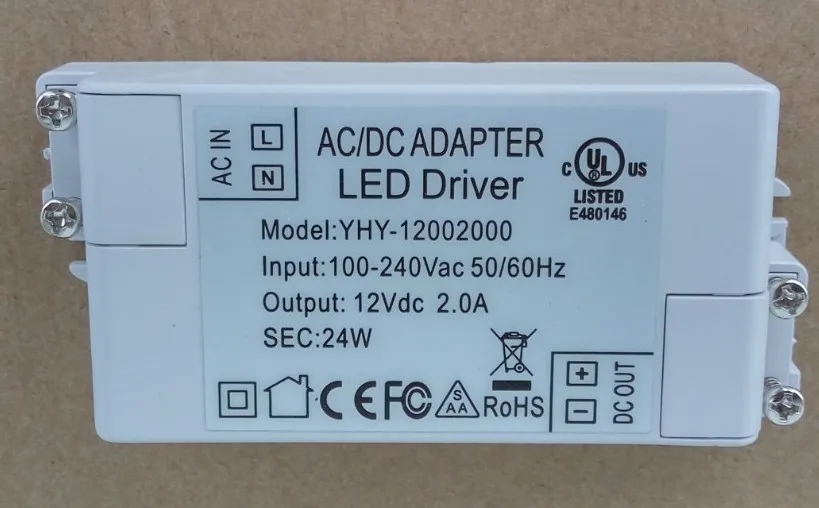 AC IN
L
N
AC/DC ADAPTER
LED Driver
C UL US
®
LISTED
E480146
Model:YHY-12002000
Input:100-240Vac 50/60Hz
Output: 12Vdc 2.0A
SEC:24W
CE FC SAA RoHS
+
−
DC OUT